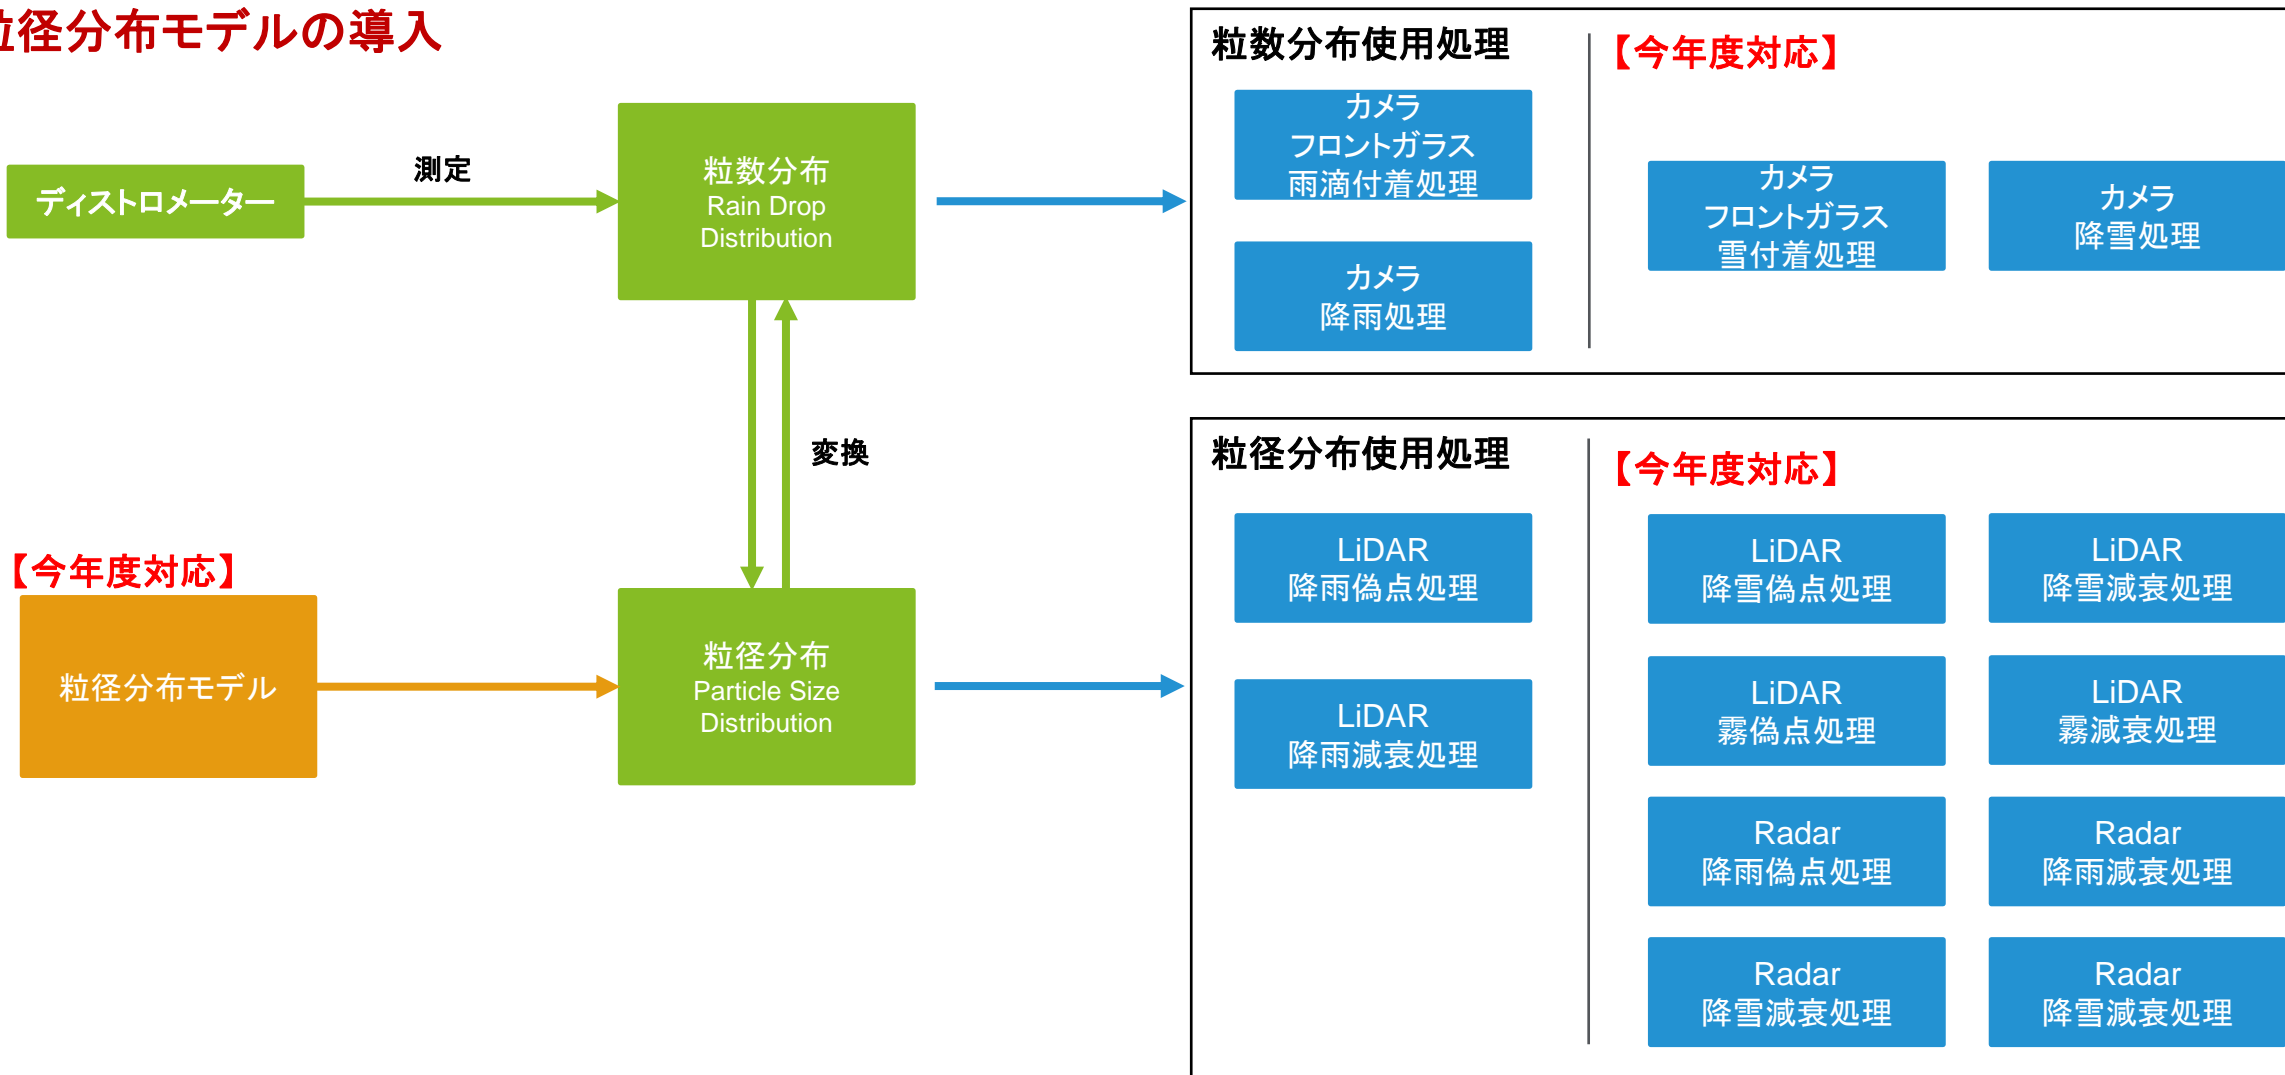 径分布モデルの導入
ディストロメーター
測定
粒数分布
Rain Drop
Distribution
変換
【今年度対応】
粒径分布モデル
粒径分布
Particle Size
Distribution
粒数分布使用処理
【今年度対応】
カメラ
フロントガラス
雨滴付着処理
カメラ
降雨処理
カメラ
フロントガラス
雪付着処理
カメラ
降雪処理
粒径分布使用処理
【今年度対応】
LiDAR
降雨偽点処理
LiDAR
降雨減衰処理
LiDAR
降雪偽点処理
LiDAR
降雪減衰処理
LiDAR
霧偽点処理
LiDAR
霧減衰処理
Radar
降雨偽点処理
Radar
降雨減衰処理
Radar
降雪減衰処理
Radar
降雪減衰処理